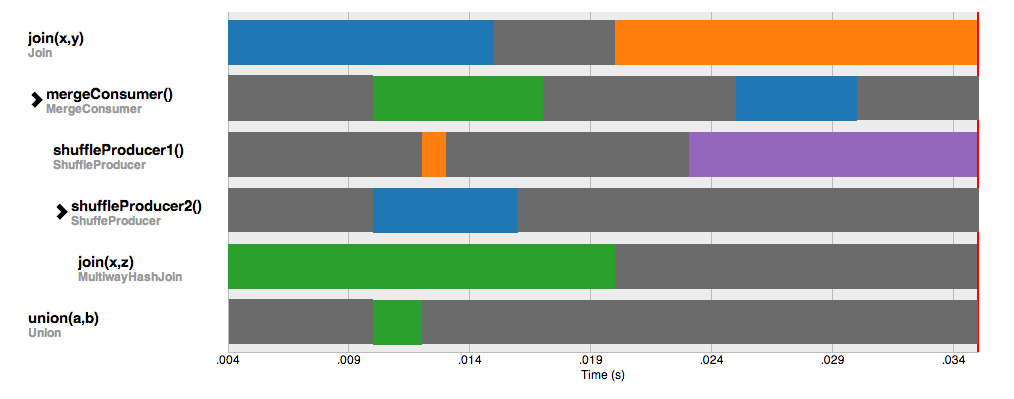 join(x,y)
Join
mergeConsumer()
MergeConsumer
shuffleProducer1()
ShuffleProducer
shuffleProducer2()
ShuffeProducer
join(x,z)
MultiwayHashJoin
union(a,b)
Union
.004 .009 .014 .019 .024 .029 .034
Time (s)